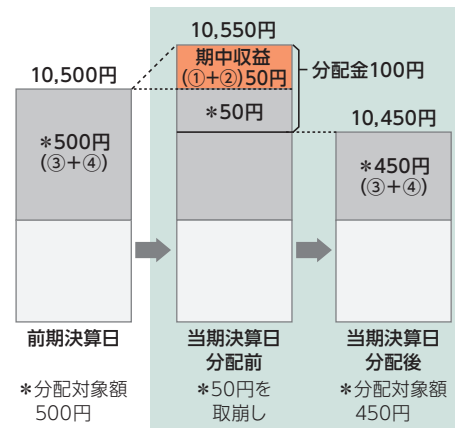 10,500円
*500円
(③+④)
前期決算日
*分配対象額
500円
10,550円
期中収益
(①+②)50円
*50円
分配金100円
当期決算日
分配前
*50円を
取崩し
10,450円
*450円
(③+④)
当期決算日
分配後
*分配対象額
450円